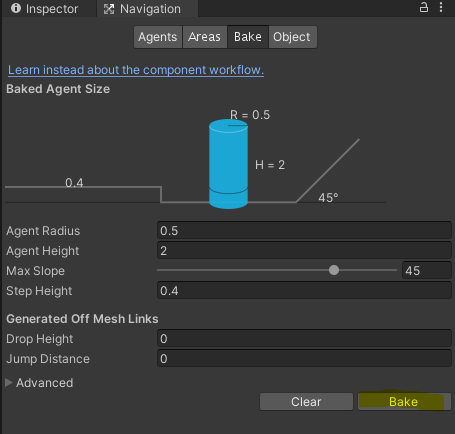 Inspector Navigation
Agents Areas Bake Object
Learn instead about the component workflow.
Baked Agent Size
R = 0.5
H = 2
0.4
45°
Agent Radius 0.5
Agent Height 2
Max Slope 45
Step Height 0.4
Generated Off Mesh Links
Drop Height 0
Jump Distance 0
Advanced
Clear Bake